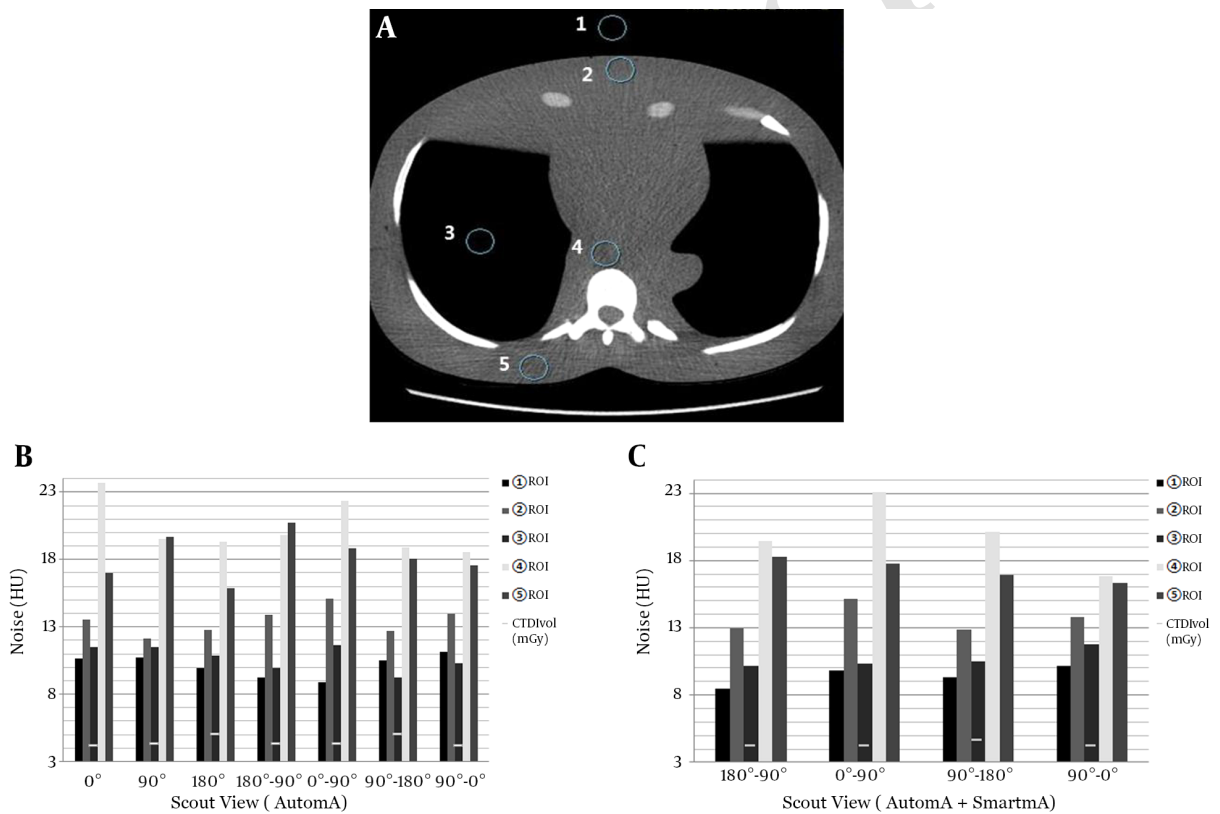 A
1
2
3
4
5
B
Noise (HU)
23
18
13
8
3
0° 90° 180° 180°-90° 0°-90° 90°-180° 90°-0°
Scout View ( AutomA)
①ROI
②ROI
③ROI
④ROI
⑤ROI
CTDIvol
(mGy)
C
Noise (HU)
23
18
13
8
3
180°-90° 0°-90° 90°-180° 90°-0°
Scout View ( AutomA + SmartmA)
①ROI
②ROI
③ROI
④ROI
⑤ROI
CTDIvol
(mGy)